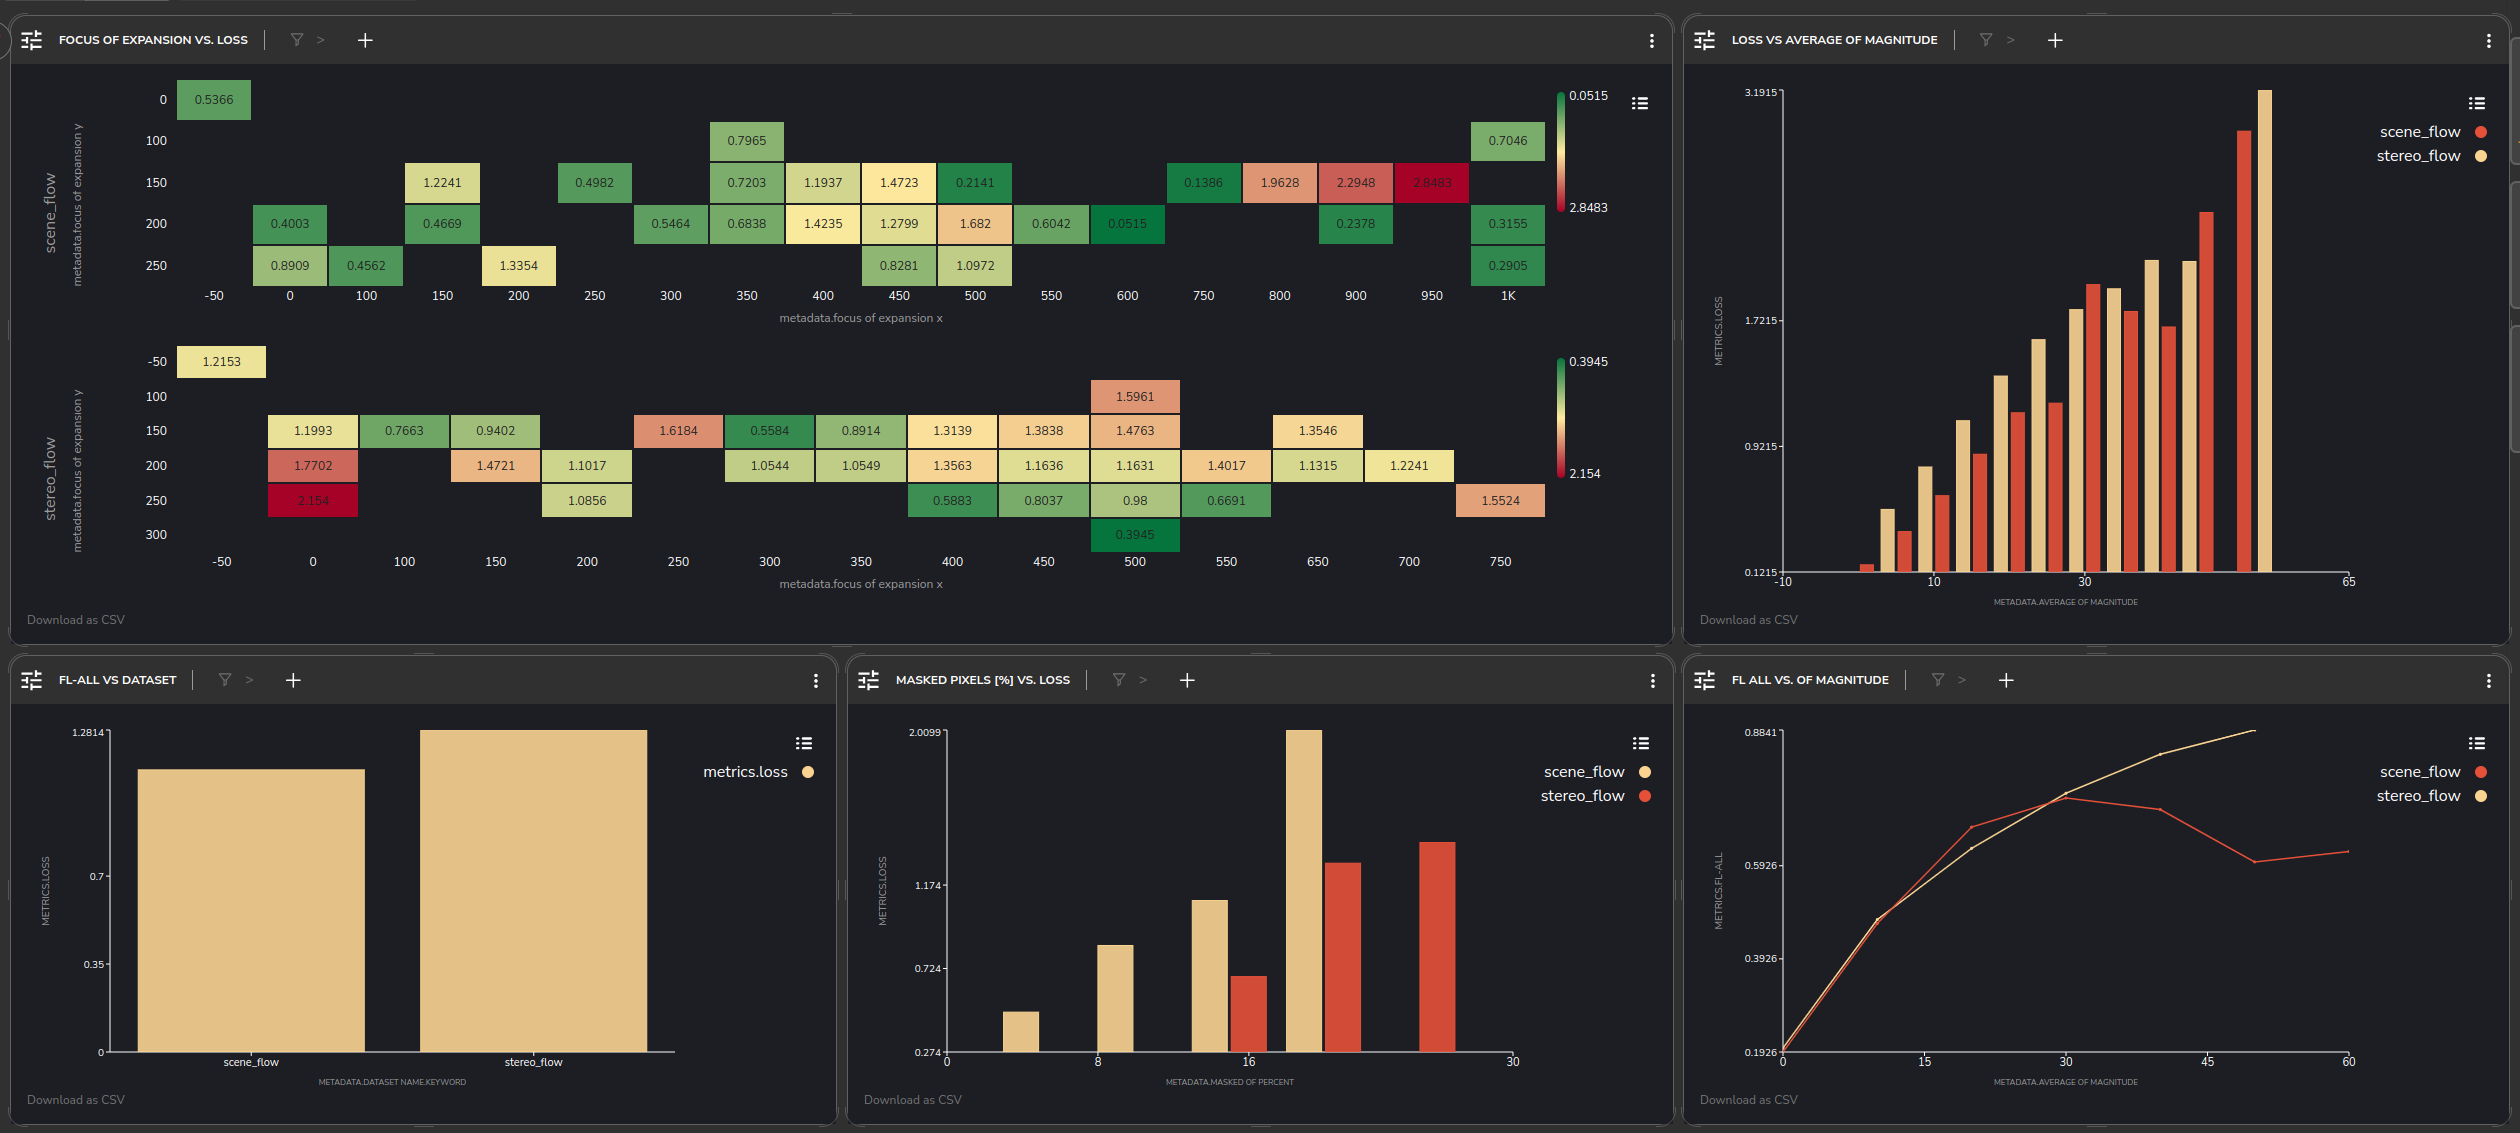 FOCUS OF EXPANSION VS. LOSS
>
scene_flow
metadata.focus of expansion y
0 0.5366
100 0.7965 0.7046
150 1.2241 0.4982 0.7203 1.1937 1.4723 0.2141 0.1386 1.9628 2.2948 2.8483
200 0.4003 0.4669 0.5464 0.6838 1.4235 1.2799 1.682 0.6042 0.0515 0.2378 0.3155
250 0.8909 0.4562 1.3354 0.8281 1.0972 0.2905
-50 0 100 150 200 250 300 350 400 450 500 550 600 750 800 900 950 1K
metadata.focus of expansion x
0.0515
2.8483
stereo_flow
metadata.focus of expansion y
-50 1.2153
100 1.5961
150 1.1993 0.7663 0.9402 1.6184 0.5584 0.8914 1.3139 1.3838 1.4763 1.3546
200 1.7702 1.4721 1.1017 1.0544 1.0549 1.3563 1.1636 1.1631 1.4017 1.1315 1.2241
250 2.154 1.0856 0.5883 0.8037 0.98 0.6691 1.5524
300 0.3945
-50 0 100 150 200 250 300 350 400 450 500 550 650 700 750
metadata.focus of expansion x
0.3945
2.154
Download as CSV
LOSS VS AVERAGE OF MAGNITUDE
>
3.1915
1.7215
0.9215
0.1215
METRICS.LOSS
-10 10 30 65
METADATA.AVERAGE OF MAGNITUDE
scene_flow
stereo_flow
Download as CSV
FL-ALL VS DATASET
>
1.2814
0.7
0.35
0
METRICS.LOSS
scene_flow stereo_flow
METADATA.DATASET NAME.KEYWORD
metrics.loss
Download as CSV
MASKED PIXELS [%] VS. LOSS
>
2.0099
1.174
0.724
0.274
METRICS.LOSS
0 8 16 30
METADATA.MASKED OF PERCENT
scene_flow
stereo_flow
Download as CSV
FL ALL VS. OF MAGNITUDE
>
0.8841
0.5926
0.3926
0.1926
METRICS.FL-ALL
0 15 30 45 60
METADATA.AVERAGE OF MAGNITUDE
scene_flow
stereo_flow
Download as CSV